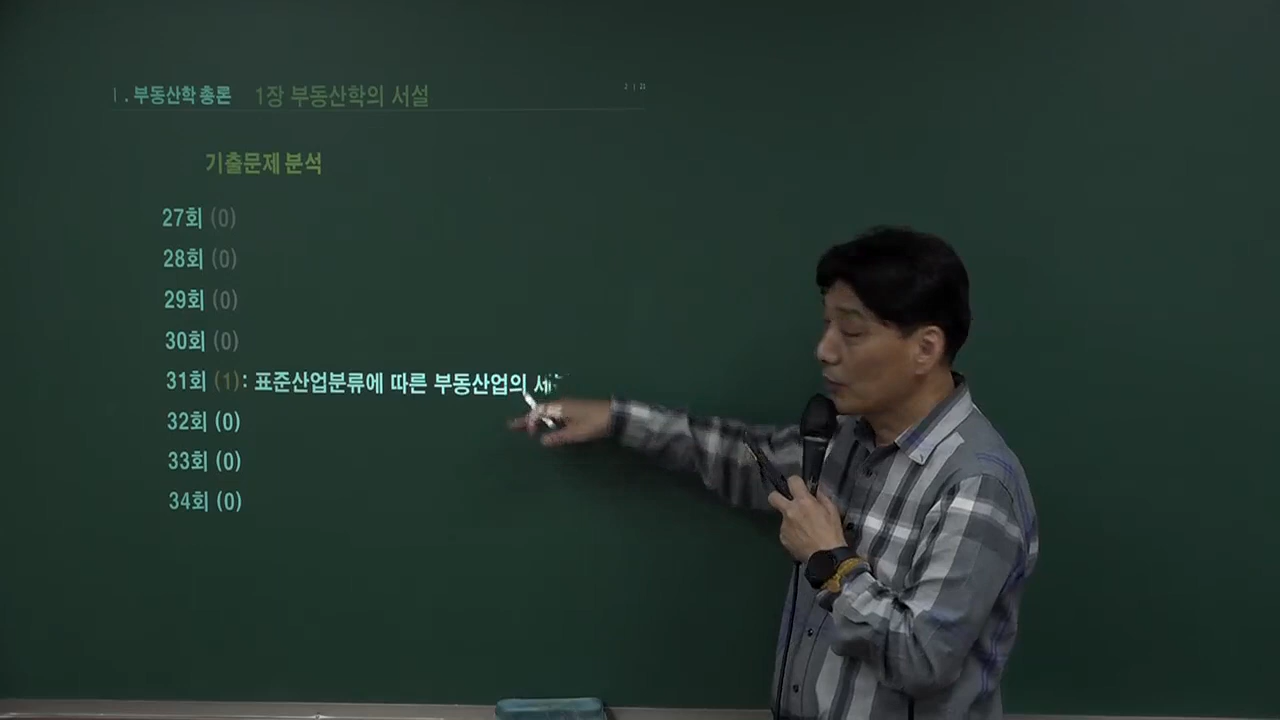 Ⅰ. 부동산학 총론 1장 부동산학의 서설 2 | 23
기출문제 분석
27회 (0)
28회 (0)
29회 (0)
30회 (0)
31회 (1) : 표준산업분류에 따른 부동산업의
32회 (0)
33회 (0)
34회 (0)